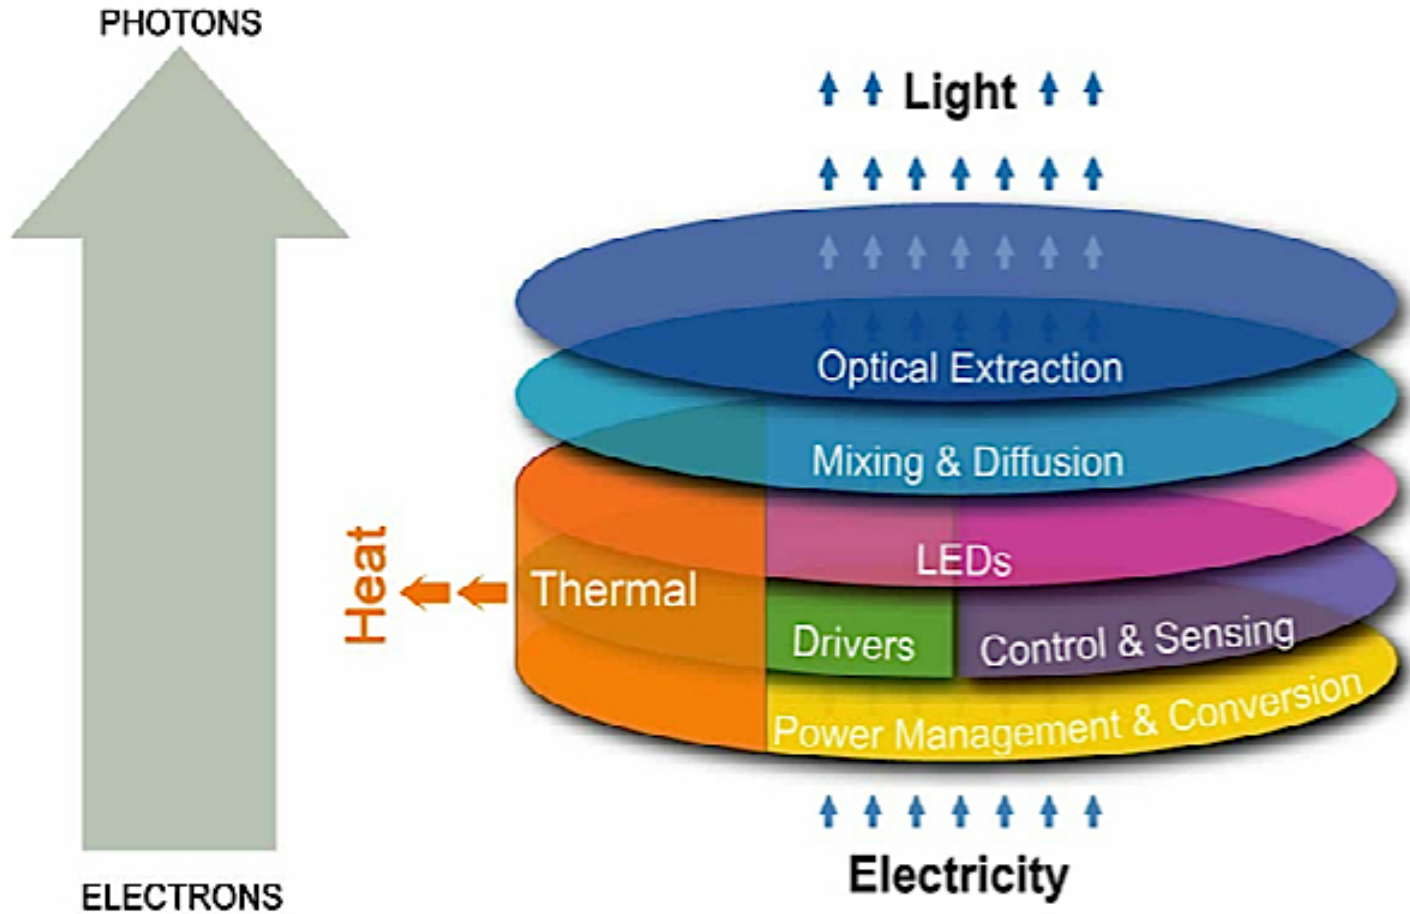 PHOTONS
Light
Optical Extraction
Mixing & Diffusion
LEDs
Heat
Thermal
Drivers
Control & Sensing
Power Management & Conversion
Electricity
ELECTRONS